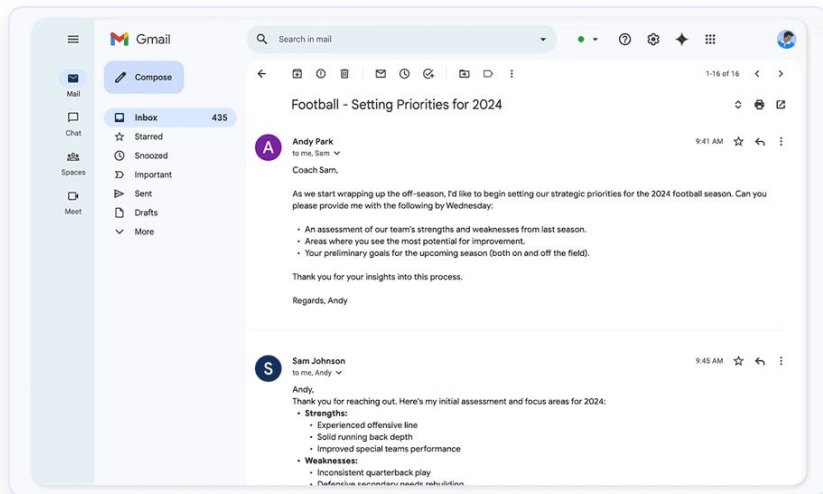 Gmail
Search in mail
Compose
Mail
Chat
Spaces
Meet
Inbox 435
Starred
Snoozed
Important
Sent
Drafts
More
1-16 of 16
Football - Setting Priorities for 2024
A
Andy Park
9:41 AM
to me, Sam
Coach Sam,
As we start wrapping up the off-season, I'd like to begin setting our strategic priorities for the 2024 football season. Can you
please provide me with the following by Wednesday:
• An assessment of our team's strengths and weaknesses from last season.
• Areas where you see the most potential for improvement.
• Your preliminary goals for the upcoming season (both on and off the field).
Thank you for your insights into this process.
Regards, Andy
S
Sam Johnson
9:45 AM
to me, Andy
Andy,
Thank you for reaching out. Here's my initial assessment and focus areas for 2024:
• Strengths:
• Experienced offensive line
• Solid running back depth
• Improved special teams performance
• Weaknesses:
• Inconsistent quarterback play
• Defensive secondary needs rebuilding